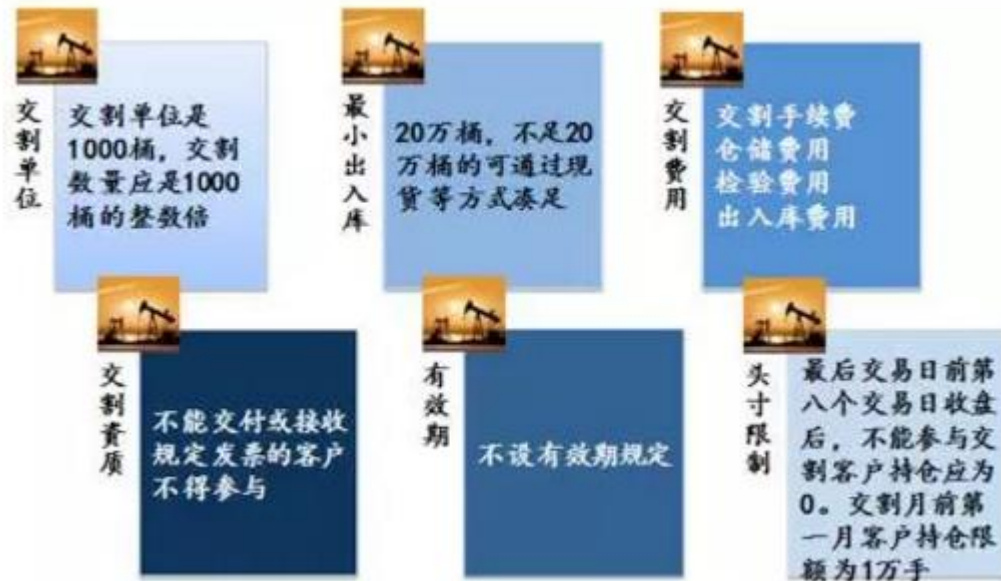 交割单位
交割单位是
1000桶，交割
数量应是1000
桶的整数倍
最小出入库
20万桶，不足20
万桶的可通过现
货等方式凑足
交割费用
交割手续费
仓储费用
检验费用
出入库费用
交割资质
不能交付或接收
规定发票的客户
不得参与
有效期
不设有效期规定
头寸限制
最后交易日前第
八个交易日收盘
后，不能参与交
割客户持仓应为
0。交割月前第
一月客户持仓限
额为1万手